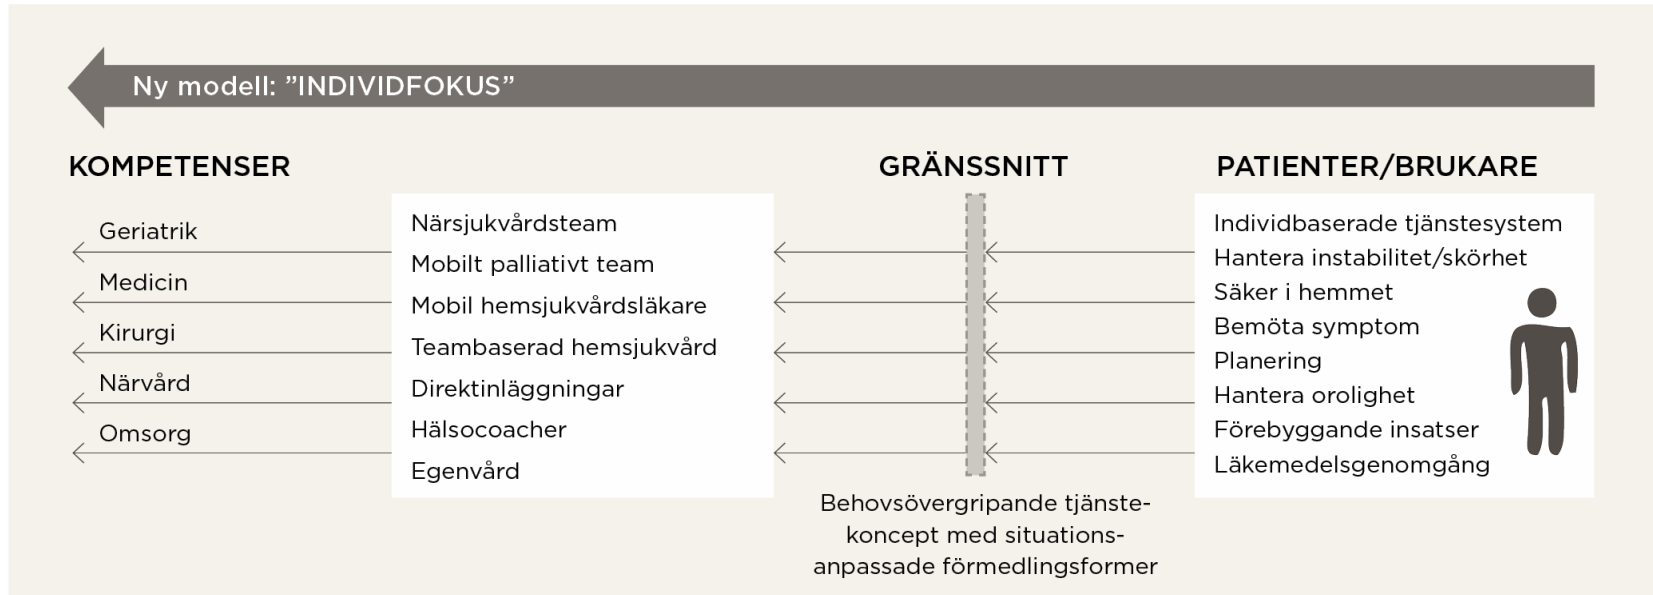 Ny modell: ”INDIVIDFOKUS”
KOMPETENSER
GRÄNSSNITT
PATIENTER/BRUKARE
Geriatrik
Medicin
Kirurgi
Närvård
Omsorg
Närsjukvårdsteam
Mobilt palliativt team
Mobil hemsjukvårdsläkare
Teambaserad hemsjukvård
Direktinläggningar
Hälsocoacher
Egenvård
Behovsövergripande tjänste-
koncept med situations-
anpassade förmedlingsformer
Individbaserade tjänstesystem
Hantera instabilitet/skörhet
Säker i hemmet
Bemöta symptom
Planering
Hantera orolighet
Förebyggande insatser
Läkemedelsgenomgång